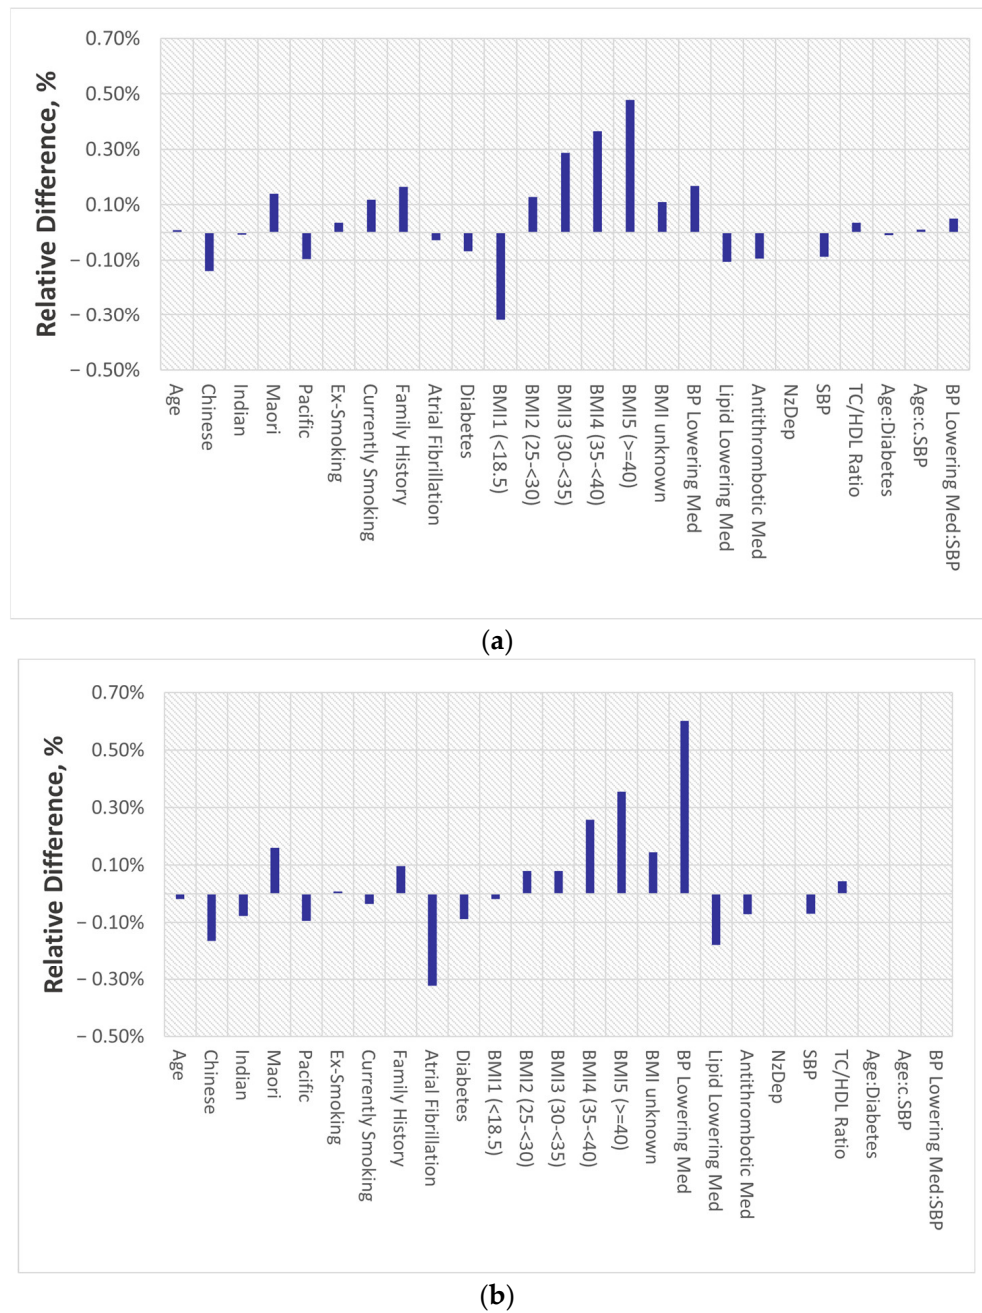 0.70%
0.50%
0.30%
0.10%
− 0.10%
− 0.30%
− 0.50%
Relative Difference, %
Age
Chinese
Indian
Maori
Pacific
Ex-Smoking
Currently Smoking
Family History
Atrial Fibrillation
Diabetes
BMI1 (<18.5)
BMI2 (25-<30)
BMI3 (30-<35)
BMI4 (35-<40)
BMI5 (>=40)
BMI unknown
BP Lowering Med
Lipid Lowering Med
Antithrombotic Med
NzDep
SBP
TC/HDL Ratio
Age:Diabetes
Age:c.SBP
BP Lowering Med:SBP
(a)
0.70%
0.50%
0.30%
0.10%
− 0.10%
− 0.30%
− 0.50%
Relative Difference, %
Age
Chinese
Indian
Maori
Pacific
Ex-Smoking
Currently Smoking
Family History
Atrial Fibrillation
Diabetes
BMI1 (<18.5)
BMI2 (25-<30)
BMI3 (30-<35)
BMI4 (35-<40)
BMI5 (>=40)
BMI unknown
BP Lowering Med
Lipid Lowering Med
Antithrombotic Med
NzDep
SBP
TC/HDL Ratio
Age:Diabetes
Age:c.SBP
BP Lowering Med:SBP
(b)